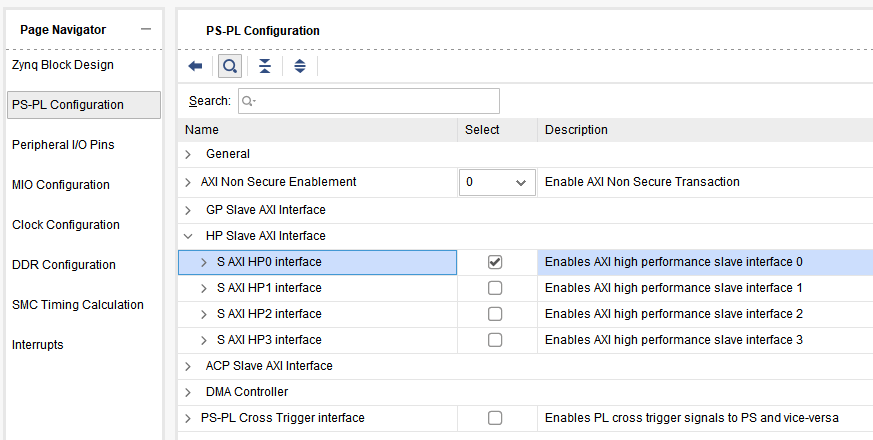 Page Navigator
Zynq Block Design
PS-PL Configuration
Peripheral I/O Pins
MIO Configuration
Clock Configuration
DDR Configuration
SMC Timing Calculation
Interrupts
PS-PL Configuration
Search:
Name Select Description
General
AXI Non Secure Enablement 0 Enable AXI Non Secure Transaction
GP Slave AXI Interface
HP Slave AXI Interface
S AXI HP0 interface Enables AXI high performance slave interface 0
S AXI HP1 interface Enables AXI high performance slave interface 1
S AXI HP2 interface Enables AXI high performance slave interface 2
S AXI HP3 interface Enables AXI high performance slave interface 3
ACP Slave AXI Interface
DMA Controller
PS-PL Cross Trigger interface Enables PL cross trigger signals to PS and vice-versa